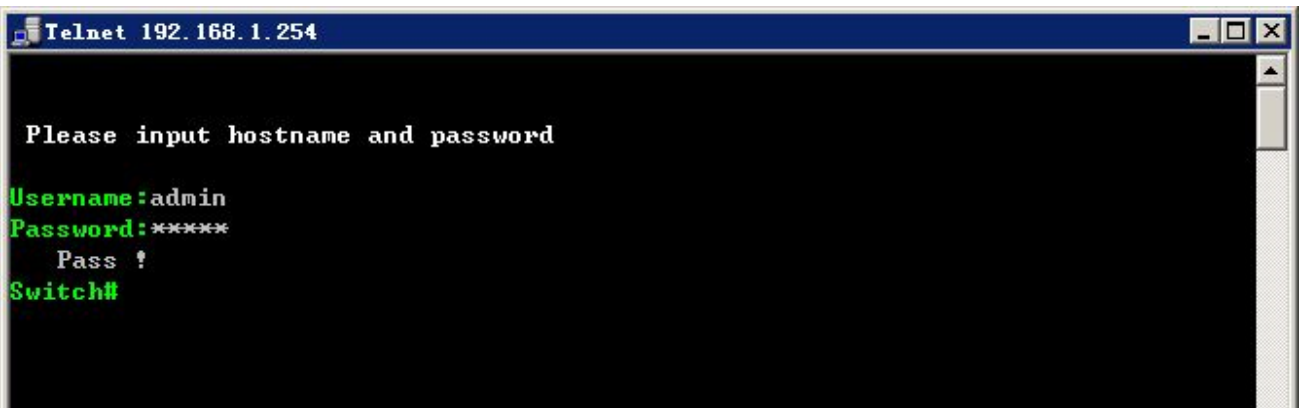 Telnet 192.168.1.254
Please input hostname and password
Username:admin
Password:*****
Pass !
Switch#